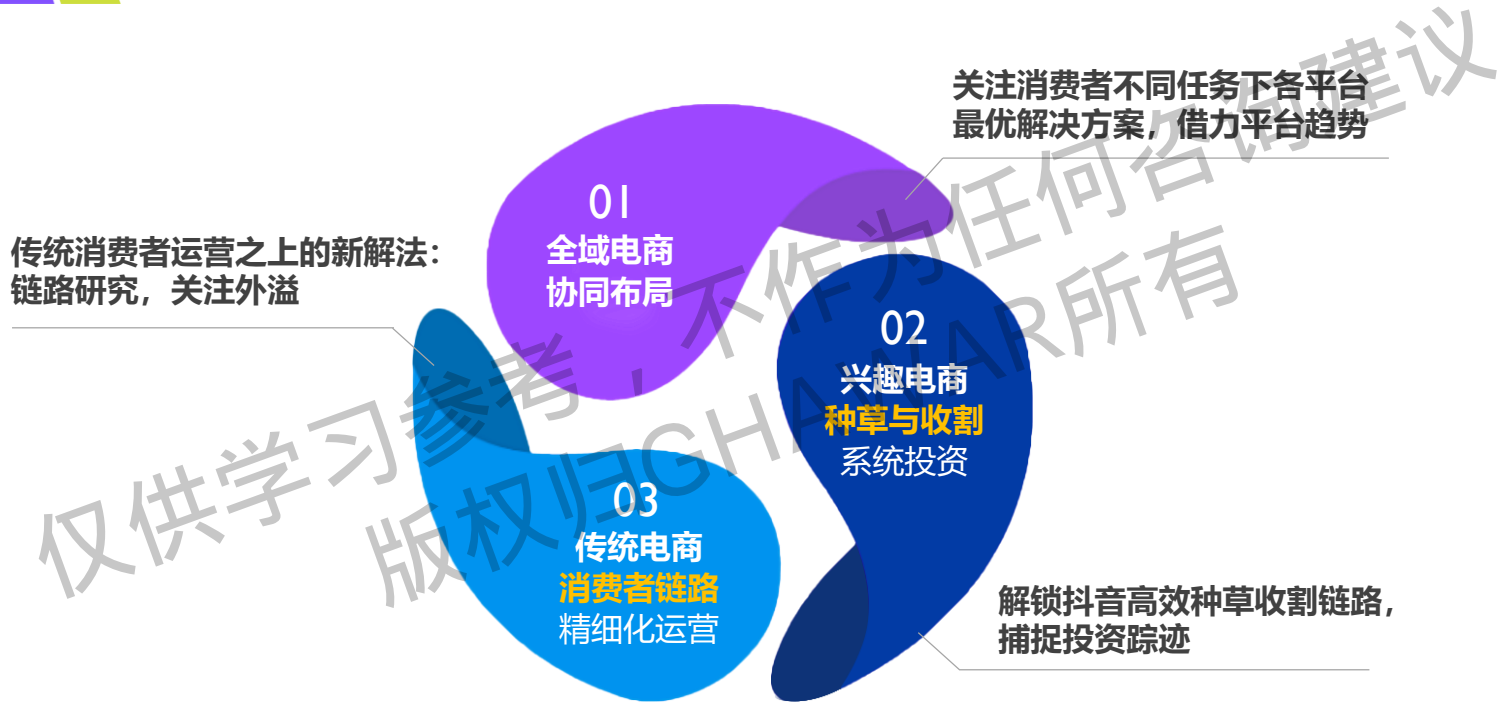 关注消费者不同任务下各平台
最优解决方案，借力平台趋势
01
全域电商
协同布局
传统消费者运营之上的新解法：
链路研究，关注外溢
02
兴趣电商
种草与收割
系统投资
03
传统电商
消费者链路
精细化运营
解锁抖音高效种草收割链路，
捕捉投资踪迹
仅供学习参考，不作为任何咨询建议
版权归GHAWAR所有